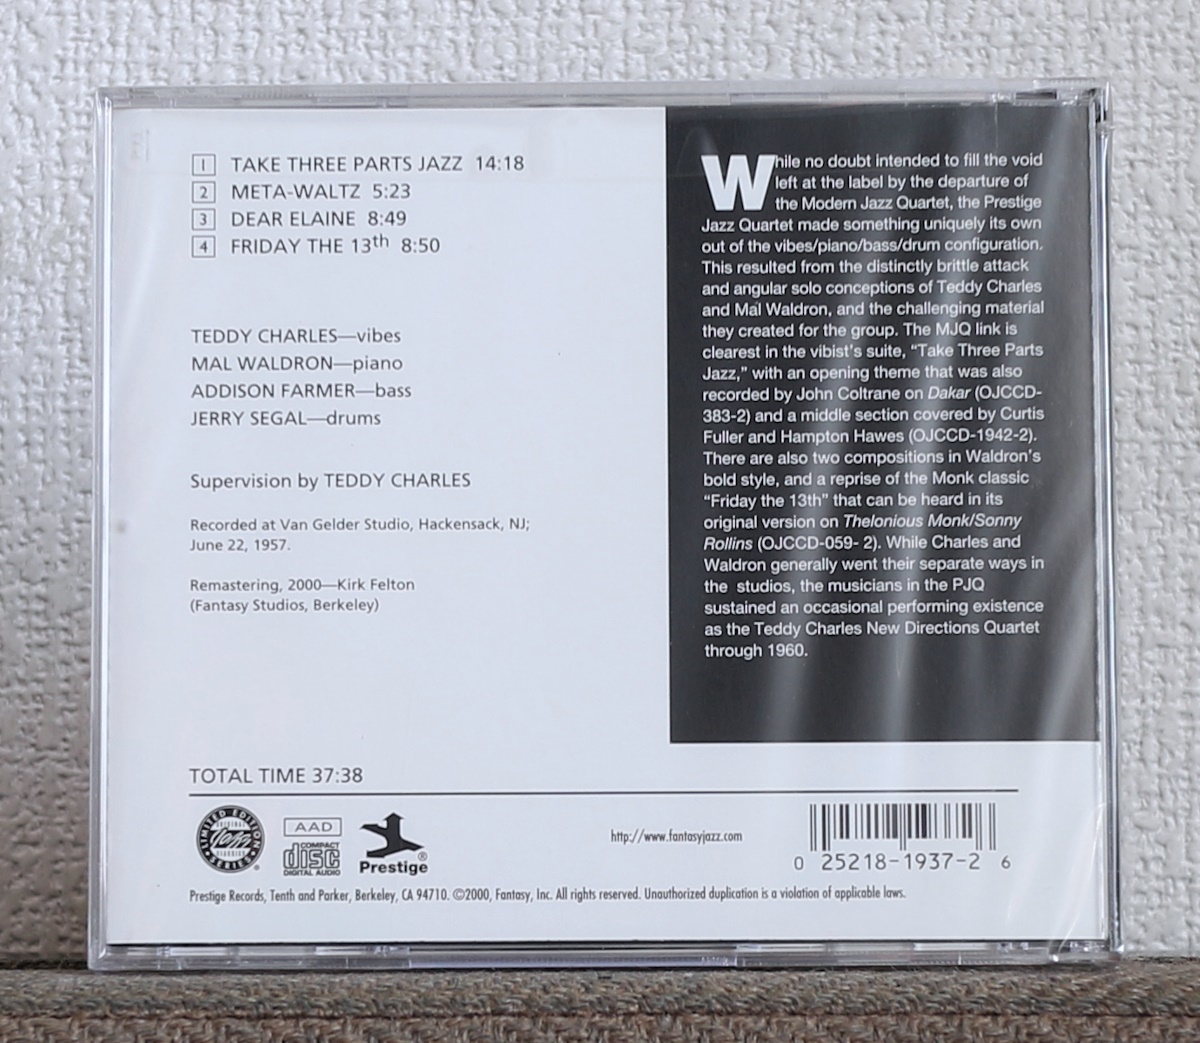 1 TAKE THREE PARTS JAZZ 14:18
2 META-WALTZ 5:23
3 DEAR ELAINE 8:49
4 FRIDAY THE 13th 8:50
TEDDY CHARLES—vibes
MAL WALDRON—piano
ADDISON FARMER—bass
JERRY SEGAL—drums
Supervision by TEDDY CHARLES
Recorded at Van Gelder Studio, Hackensack, NJ;
June 22, 1957.
Remastering, 2000—Kirk Felton
(Fantasy Studios, Berkeley)
While no doubt intended to fill the void
left at the label by the departure of
the Modern Jazz Quartet, the Prestige
Jazz Quartet made something uniquely its own
out of the vibes/piano/bass/drum configuration.
This resulted from the distinctly brittle attack
and angular solo conceptions of Teddy Charles
and Mal Waldron, and the challenging material
they created for the group. The MJQ link is
clearest in the vibist's suite, “Take Three Parts
Jazz,” with an opening theme that was also
recorded by John Coltrane on Dakar (OJCCD-
383-2) and a middle section covered by Curtis
Fuller and Hampton Hawes (OJCCD-1942-2).
There are also two compositions in Waldron's
bold style, and a reprise of the Monk classic
“Friday the 13th” that can be heard in its
original version on Thelonious Monk/Sonny
Rollins (OJCCD-059- 2). While Charles and
Waldron generally went their separate ways in
the studios, the musicians in the PJQ
sustained an occasional performing existence
as the Teddy Charles New Directions Quartet
through 1960.
TOTAL TIME 37:38
LIMITED EDITION
ORIGINAL
JAZZ
CLASSICS
SERIES
AAD
COMPACT
disc
DIGITAL AUDIO
Prestige®
http://www.fantasyjazz.com
0 25218-1937-2 6
Prestige Records, Tenth and Parker, Berkeley, CA 94710. ©2000, Fantasy, Inc. All rights reserved. Unauthorized duplication is a violation of applicable laws.